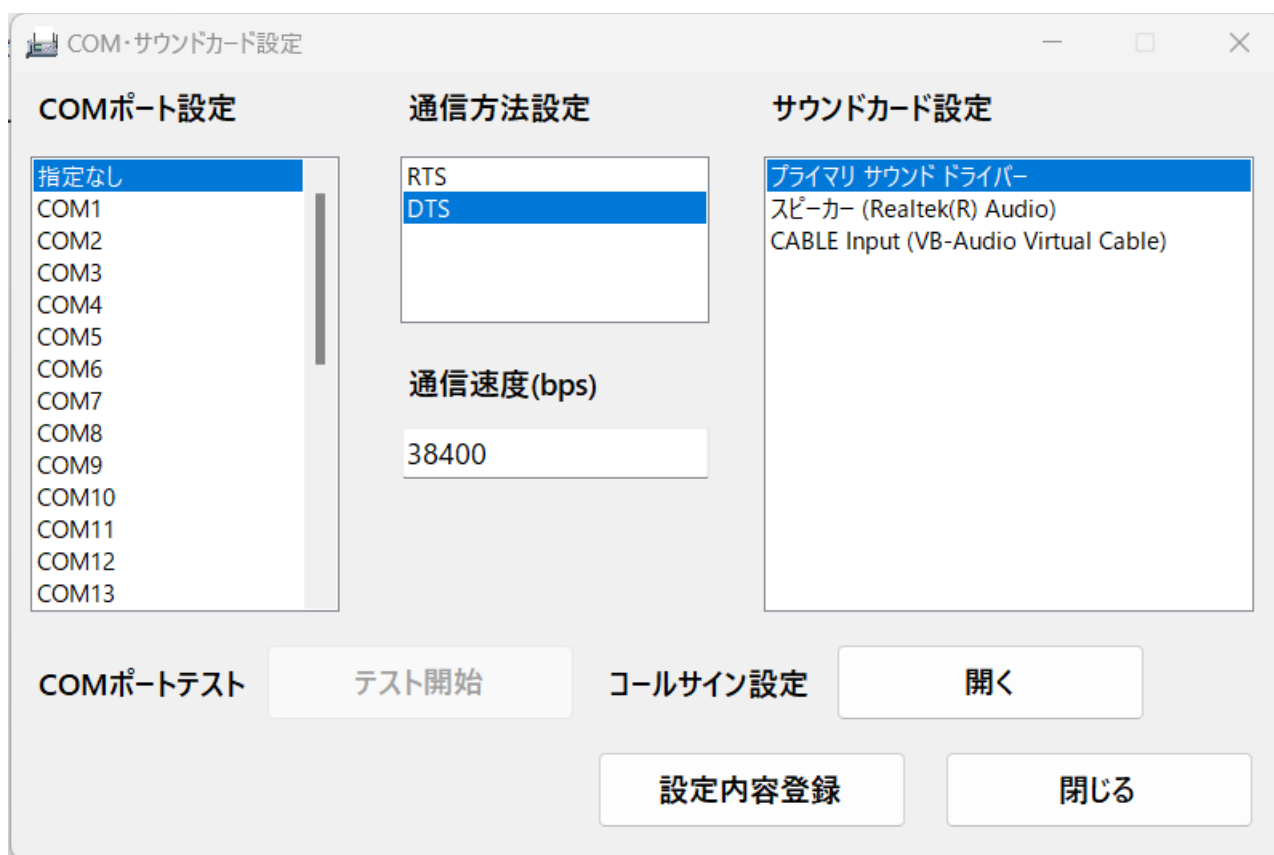 COM・サウンドカード設定
COMポート設定
指定なし
COM1
COM2
COM3
COM4
COM5
COM6
COM7
COM8
COM9
COM10
COM11
COM12
COM13
通信方法設定
RTS
DTS
通信速度(bps)
38400
サウンドカード設定
プライマリ サウンド ドライバー
スピーカー (Realtek(R) Audio)
CABLE Input (VB-Audio Virtual Cable)
COMポートテスト
テスト開始
コールサイン設定
開く
設定内容登録
閉じる